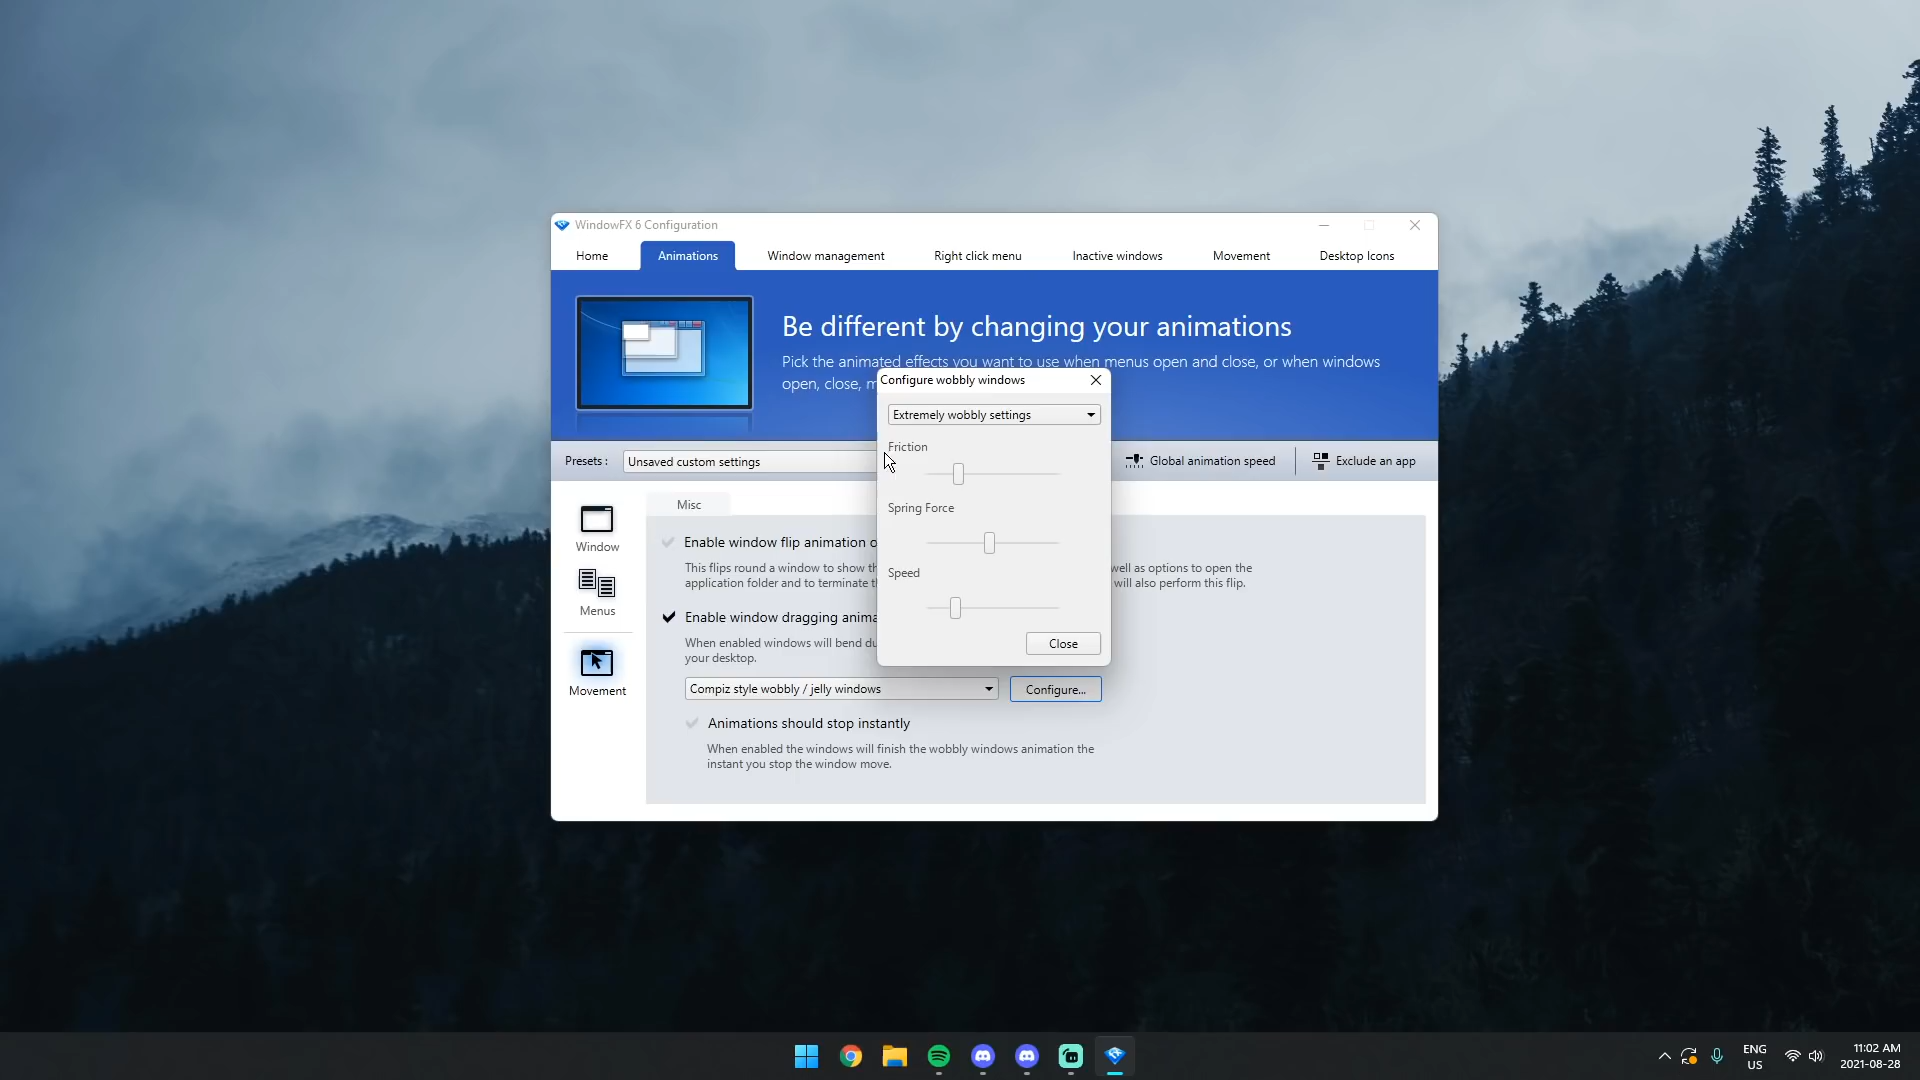 WindowFX 6 Configuration
Home
Animations
Window management
Right click menu
Inactive windows
Movement
Desktop Icons
Be different by changing your animations
Pick the animated effects you want to use when menus open and close, or when windows
open, close, m
Configure wobbly windows
Extremely wobbly settings
Friction
Spring Force
Speed
Close
Presets :
Unsaved custom settings
Global animation speed
Exclude an app
Window
Menus
Movement
Misc
Enable window flip animation o
This flips round a window to show th
well as options to open the
application folder and to terminate t
will also perform this flip.
Enable window dragging anima
When enabled windows will bend du
your desktop.
Compiz style wobbly / jelly windows
Configure...
Animations should stop instantly
When enabled the windows will finish the wobbly windows animation the
instant you stop the window move.
ENG
US
11:02 AM
2021-08-28